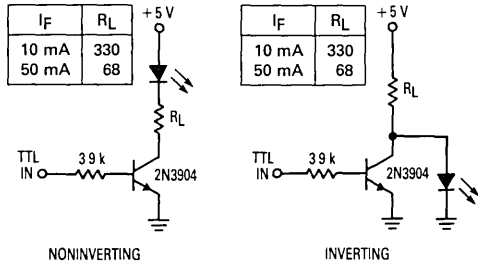 IF RL
10 mA 330
50 mA 68
+5 V
RL
TTL
IN
39 k
2N3904
NONINVERTING
IF RL
10 mA 330
50 mA 68
+5 V
RL
TTL
IN
39 k
2N3904
INVERTING